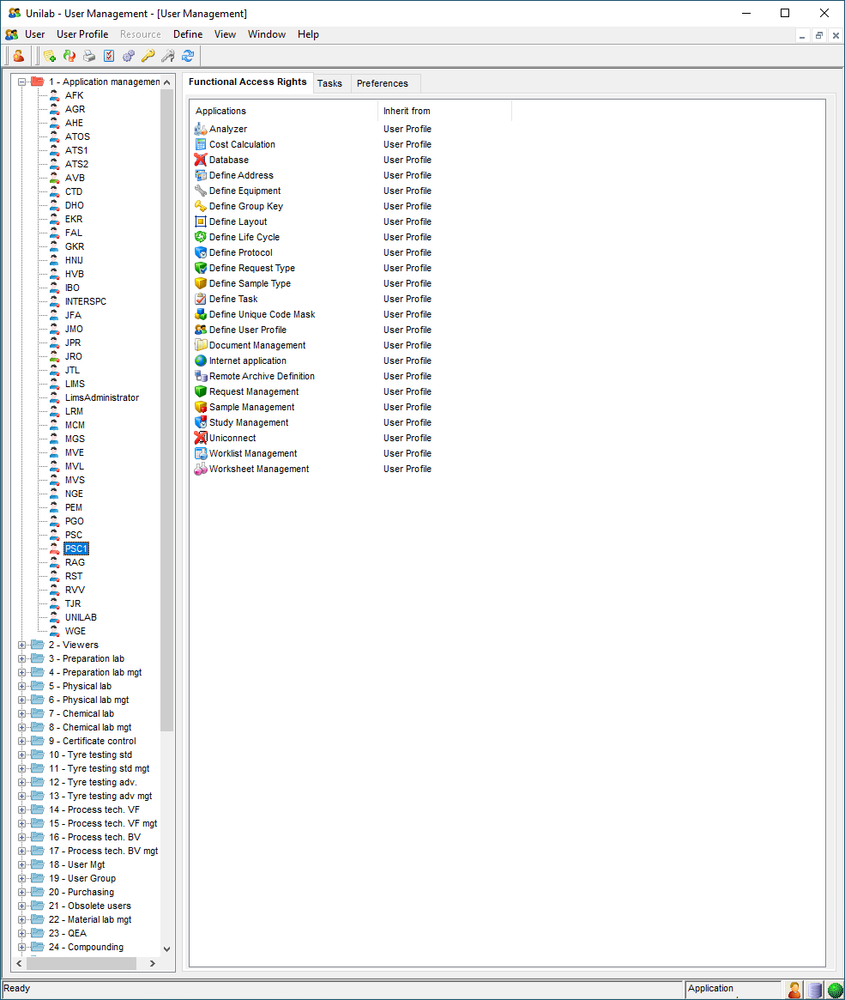 Unilab - User Management - [User Management]
User User Profile Resource Define View Window Help
1 - Application managemen
AFK
AGR
AHE
ATOS
ATS1
ATS2
AVB
CTD
DHO
EKR
FAL
GKR
HNIJ
HVB
IBO
INTERSPC
JFA
JMO
JPR
JRO
JTL
LIMS
LimsAdministrator
LRM
MCM
MGS
MVE
MVL
MVS
NGE
PEM
PGO
PSC
PSC1
RAG
RST
RVV
TJR
UNILAB
WGE
2 - Viewers
3 - Preparation lab
4 - Preparation lab mgt
5 - Physical lab
6 - Physical lab mgt
7 - Chemical lab
8 - Chemical lab mgt
9 - Certificate control
10 - Tyre testing std
11 - Tyre testing std mgt
12 - Tyre testing adv.
13 - Tyre testing adv mgt
14 - Process tech. VF
15 - Process tech. VF mgt
16 - Process tech. BV
17 - Process tech. BV mgt
18 - User Mgt
19 - User Group
20 - Purchasing
21 - Obsolete users
22 - Material lab mgt
23 - QEA
24 - Compounding
Functional Access Rights Tasks Preferences
Applications Inherit from
Analyzer User Profile
Cost Calculation User Profile
Database User Profile
Define Address User Profile
Define Equipment User Profile
Define Group Key User Profile
Define Layout User Profile
Define Life Cycle User Profile
Define Protocol User Profile
Define Request Type User Profile
Define Sample Type User Profile
Define Task User Profile
Define Unique Code Mask User Profile
Define User Profile User Profile
Document Management User Profile
Internet application User Profile
Remote Archive Definition User Profile
Request Management User Profile
Sample Management User Profile
Study Management User Profile
Uniconnect User Profile
Worklist Management User Profile
Worksheet Management User Profile
Ready Application